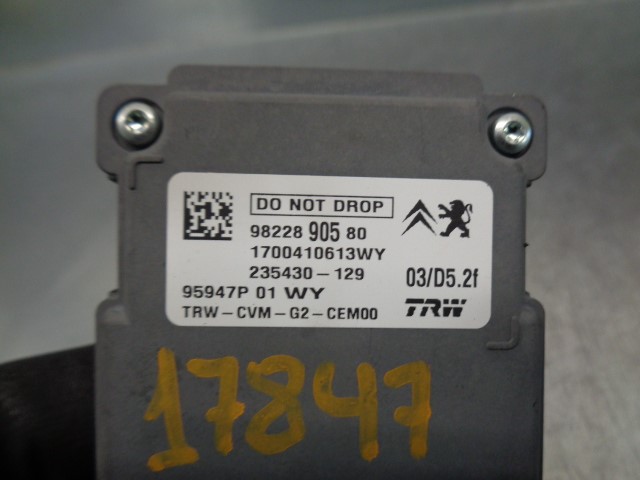 DO NOT DROP
98228 905 80
1700410613WY
235430-129
03/D5.2f
95947P 01 WY
TRW-CVM-G2-CEM00
TRW
17847